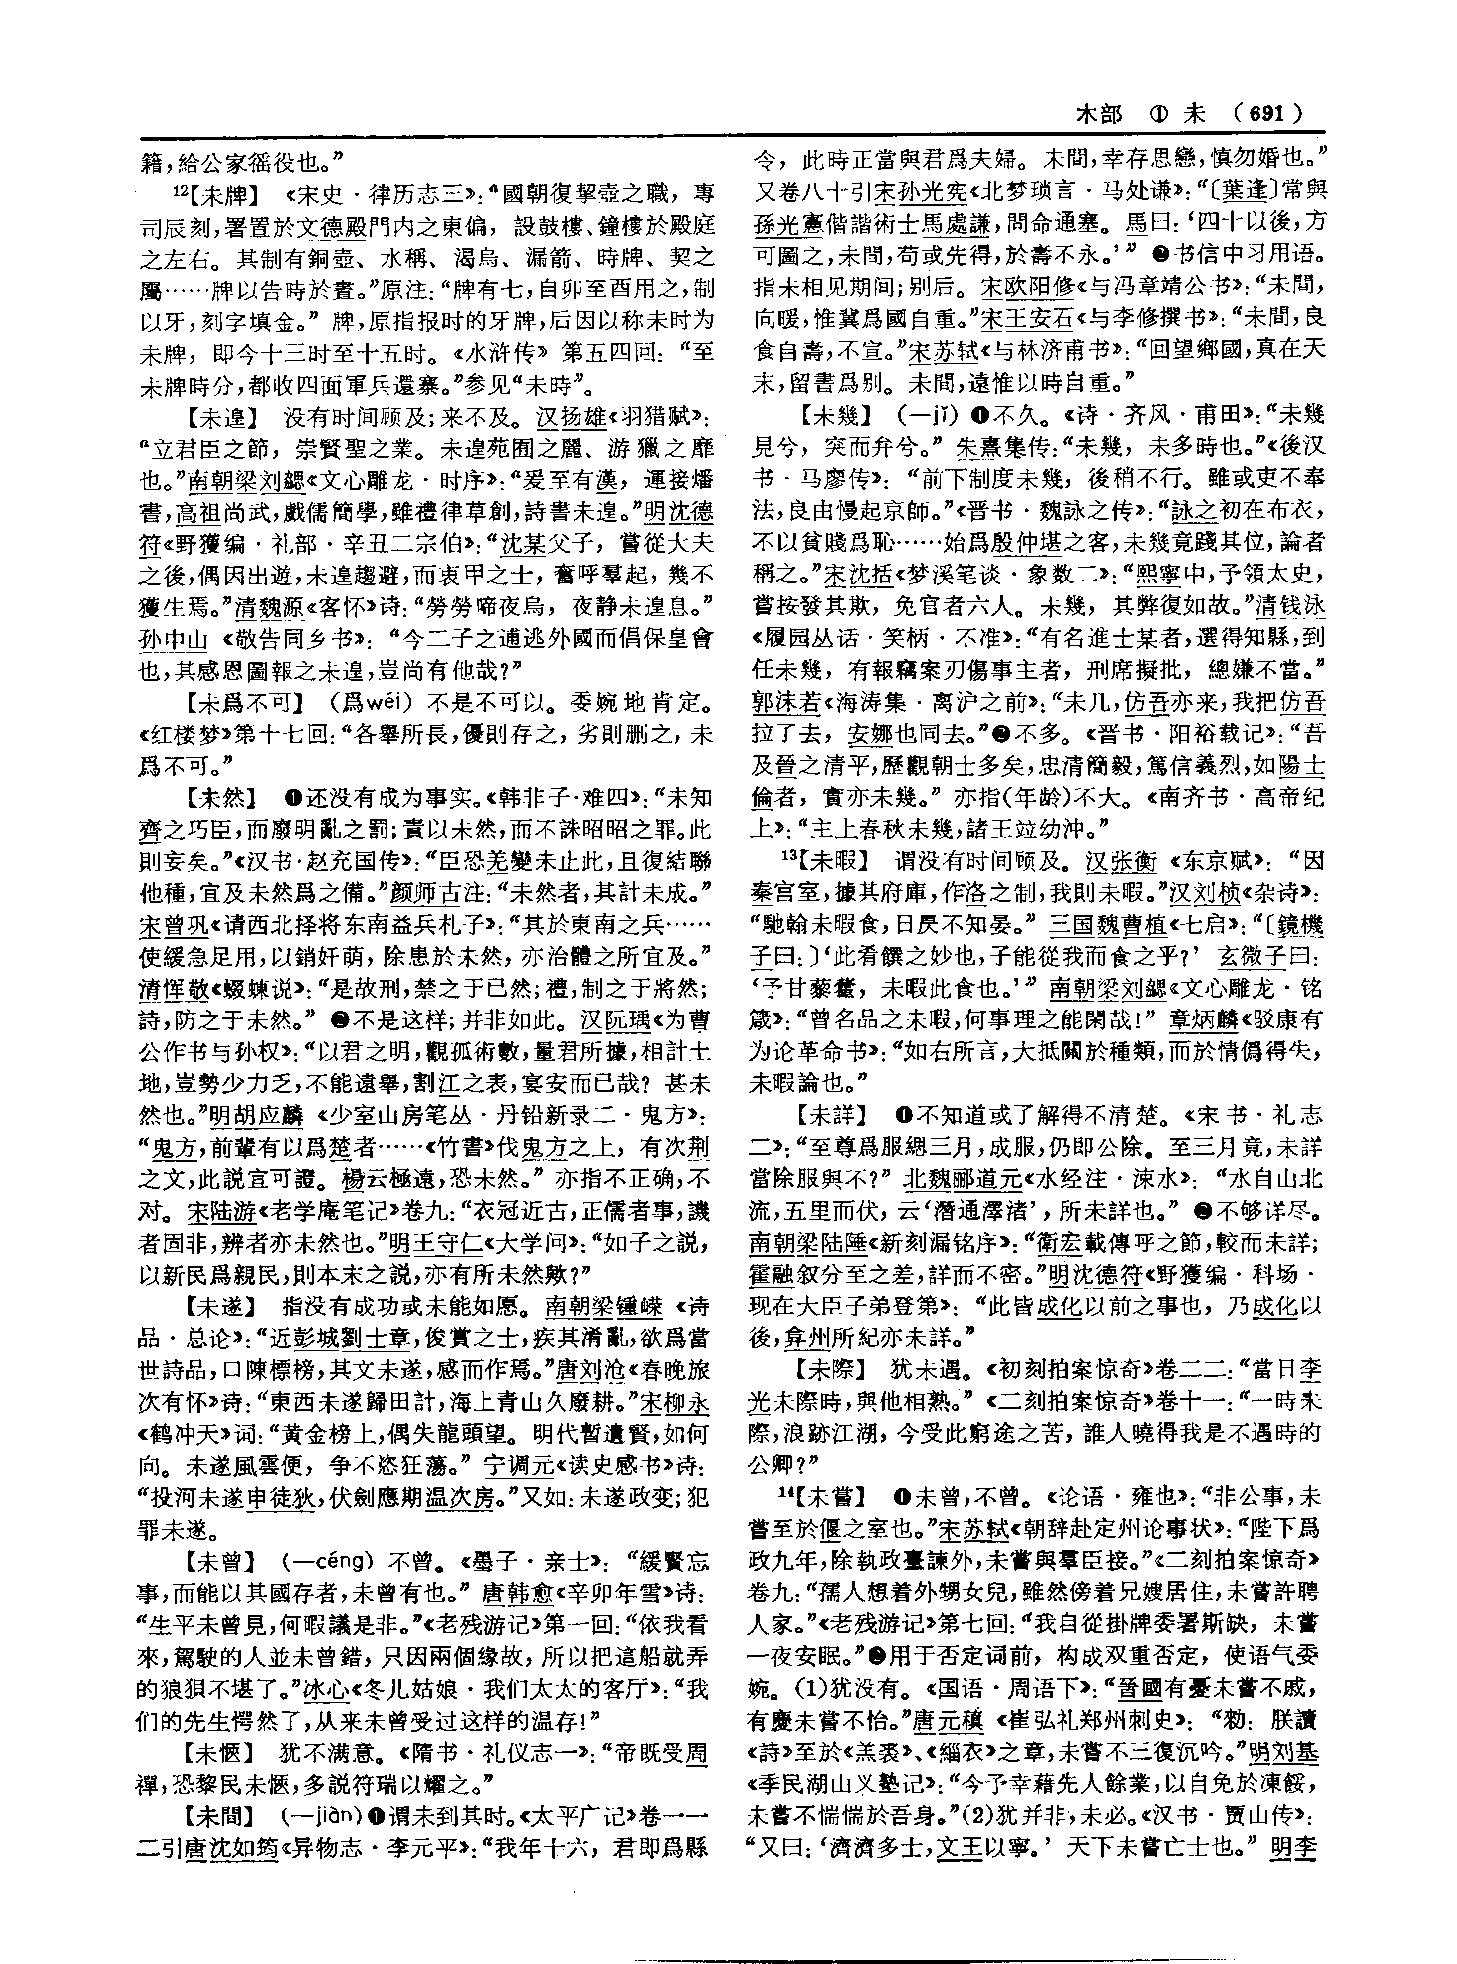 木部 ① 未 (691)
籍，給公家徭役也。”
12【未牌】 《宋史·律历志三》：“國朝復挈壺之職，專
司辰刻，署置於文德殿門内之東偏，設鼓樓、鐘樓於殿庭
之左右。其制有銅壺、水稱、渴烏、漏箭、時牌、契之
屬……牌以告時於晝。”原注：“牌有七，自卯至酉用之，制
以牙，刻字填金。” 牌，原指报时的牙牌，后因以称未时为
未牌，即今十三时至十五时。《水浒传》第五四回：“至
未牌時分，都收四面軍兵還寨。”参见“未時”。
【未遑】 没有时间顾及；来不及。汉扬雄《羽猎赋》：
“立君臣之節，崇賢聖之業。未遑苑囿之麗、游獵之靡
也。”南朝梁刘勰《文心雕龙·时序》：“爰至有漢，運接燔
書，高祖尚武，戲儒簡學，雖禮律草創，詩書未遑。”明沈德
符《野獲编·礼部·辛丑二宗伯》：“沈某父子，嘗從大夫
之後，偶因出遊，未遑趨避，而衷甲之士，奮呼羣起，幾不
獲生焉。”清魏源《客怀》诗：“勞勞啼夜烏，夜静未遑息。”
孙中山《敬告同乡书》：“今二子之逋逃外國而倡保皇會
也，其感恩圖報之未遑，豈尚有他哉？”
【未爲不可】 （爲wéi）不是不可以。委婉地肯定。
《红楼梦》第十七回：“各舉所長，優則存之，劣則删之，未
爲不可。”
【未然】 ❶还没有成为事实。《韩非子·难四》：“未知
齊之巧臣，而廢明亂之罰；責以未然，而不誅昭昭之罪。此
則妄矣。”《汉书·赵充国传》：“臣恐羌變未止此，且復結聯
他種，宜及未然爲之備。”颜师古注：“未然者，其計未成。”
宋曾巩《请西北择将东南益兵札子》：“其於東南之兵……
使緩急足用，以銷奸萌，除患於未然，亦治體之所宜及。”
清恽敬《蝃蝀说》：“是故刑，禁之于已然；禮，制之于將然；
詩，防之于未然。” ❷不是这样；并非如此。汉阮瑀《为曹
公作书与孙权》：“以君之明，觀孤術數，量君所據，相計土
地，豈勢少力乏，不能遠舉，割江之表，宴安而已哉？甚未
然也。”明胡应麟《少室山房笔丛·丹铅新录二·鬼方》：
“鬼方，前輩有以爲楚者……《竹書》伐鬼方之上，有次荆
之文，此説宜可證。楊云極遠，恐未然。” 亦指不正确，不
对。宋陆游《老学庵笔记》卷九：“衣冠近古，正儒者事，譏
者固非，辨者亦未然也。”明王守仁《大学问》：“如子之説，
以新民爲親民，則本末之説，亦有所未然歟？”
【未遂】 指没有成功或未能如愿。南朝梁锺嵘《诗
品·总论》：“近彭城劉士章，俊賞之士，疾其淆亂，欲爲當
世詩品，口陳標榜，其文未遂，感而作焉。”唐刘沧《春晚旅
次有怀》诗：“東西未遂歸田計，海上青山久廢耕。”宋柳永
《鹤冲天》词：“黄金榜上，偶失龍頭望。明代暫遺賢，如何
向。未遂風雲便，争不恣狂蕩。” 宁调元《读史感书》诗：
“投河未遂申徒狄，伏劍應期温次房。”又如：未遂政变；犯
罪未遂。
【未曾】 （—céng）不曾。《墨子·亲士》：“緩賢忘
事，而能以其國存者，未曾有也。” 唐韩愈《辛卯年雪》诗：
“生平未曾見，何暇議是非。”《老残游记》第一回：“依我看
來，駕駛的人並未曾錯，只因兩個緣故，所以把這船就弄
的狼狽不堪了。”冰心《冬儿姑娘·我们太太的客厅》：“我
们的先生愕然了，从来未曾受过这样的温存！”
【未愜】 犹不满意。《隋书·礼仪志一》：“帝既受周
禪，恐黎民未愜，多説符瑞以耀之。”
【未間】 （—jiàn）❶谓未到其时。《太平广记》卷一一
二引唐沈如筠《异物志·李元平》：“我年十六，君即爲縣
令，此時正當與君爲夫婦。未間，幸存思戀，慎勿婚也。”
又卷八十引宋孙光宪《北梦琐言·马处谦》：“〔葉逢〕常與
孫光憲偕詣術士馬處謙，問命通塞。馬曰：‘四十以後，方
可圖之，未間，苟或先得，於壽不永。’” ❷书信中习用语。
指未相见期间；别后。宋欧阳修《与冯章靖公书》：“未間，
向暖，惟冀爲國自重。”宋王安石《与李修撰书》：“未間，良
食自壽，不宣。”宋苏轼《与林济甫书》：“回望鄉國，真在天
末，留書爲别。未間，遠惟以時自重。”
【未幾】 （—jǐ）❶不久。《诗·齐风·甫田》：“未幾
見兮，突而弁兮。” 朱熹集传：“未幾，未多時也。”《後汉
书·马廖传》：“前下制度未幾，後稍不行。雖或吏不奉
法，良由慢起京師。”《晋书·魏詠之传》：“詠之初在布衣，
不以貧賤爲恥……始爲殷仲堪之客，未幾竟踐其位，論者
稱之。”宋沈括《梦溪笔谈·象数二》：“熙寧中，予領太史，
嘗按發其欺，免官者六人。未幾，其弊復如故。”清钱泳
《履园丛话·笑柄·不准》：“有名進士某者，選得知縣，到
任未幾，有報竊案刃傷事主者，刑席擬批，總嫌不當。”
郭沫若《海涛集·离沪之前》：“未几，仿吾亦来，我把仿吾
拉了去，安娜也同去。”❷不多。《晋书·阳裕载记》：“吾
及晉之清平，歷觀朝士多矣，忠清簡毅，篤信義烈，如陽士
倫者，實亦未幾。” 亦指（年龄）不大。《南齐书·高帝纪
上》：“主上春秋未幾，諸王竝幼沖。”
13【未暇】 谓没有时间顾及。汉张衡《东京赋》：“因
秦宫室，據其府庫，作洛之制，我則未暇。”汉刘桢《杂诗》：
“馳翰未暇食，日昃不知晏。” 三国魏曹植《七启》：“〔鏡機
子曰：〕‘此肴饌之妙也，子能從我而食之乎？’ 玄微子曰：
‘予甘藜藿，未暇此食也。’” 南朝梁刘勰《文心雕龙·铭
箴》：“曾名品之未暇，何事理之能閑哉！” 章炳麟《驳康有
为论革命书》：“如右所言，大抵關於種類，而於情僞得失，
未暇論也。”
【未詳】 ❶不知道或了解得不清楚。《宋书·礼志
二》：“至尊爲服緦三月，成服，仍即公除。至三月竟，未詳
當除服與不？” 北魏郦道元《水经注·涑水》：“水自山北
流，五里而伏，云‘潛通澤渚’，所未詳也。” ❷不够详尽。
南朝梁陆倕《新刻漏铭序》：“衛宏載傳呼之節，較而未詳；
霍融叙分至之差，詳而不密。”明沈德符《野獲编·科场·
现在大臣子弟登第》：“此皆成化以前之事也，乃成化以
後，弇州所紀亦未詳。”
【未際】 犹未遇。《初刻拍案惊奇》卷二二：“當日李
光未際時，與他相熟。” 《二刻拍案惊奇》卷十一：“一時未
際，浪跡江湖，今受此窮途之苦，誰人曉得我是不遇時的
公卿？”
14【未嘗】 ❶未曾，不曾。《论语·雍也》：“非公事，未
嘗至於偃之室也。”宋苏轼《朝辞赴定州论事状》：“陛下爲
政九年，除執政臺諫外，未嘗與羣臣接。”《二刻拍案惊奇》
卷九：“孺人想着外甥女兒，雖然傍着兄嫂居住，未嘗許聘
人家。”《老残游记》第七回：“我自從掛牌委署斯缺，未嘗
一夜安眠。”❷用于否定词前，构成双重否定，使语气委
婉。(1)犹没有。《国语·周语下》：“晉國有憂未嘗不戚，
有慶未嘗不怡。”唐元稹《崔弘礼郑州刺史》：“勑：朕讀
《詩》至於《羔裘》、《緇衣》之章，未嘗不三復沉吟。”明刘基
《季民湖山义塾记》：“今予幸藉先人餘業，以自免於凍餒，
未嘗不惴惴於吾身。”(2)犹并非，未必。《汉书·贾山传》：
“又曰：‘濟濟多士，文王以寧。’ 天下未嘗亡士也。” 明李